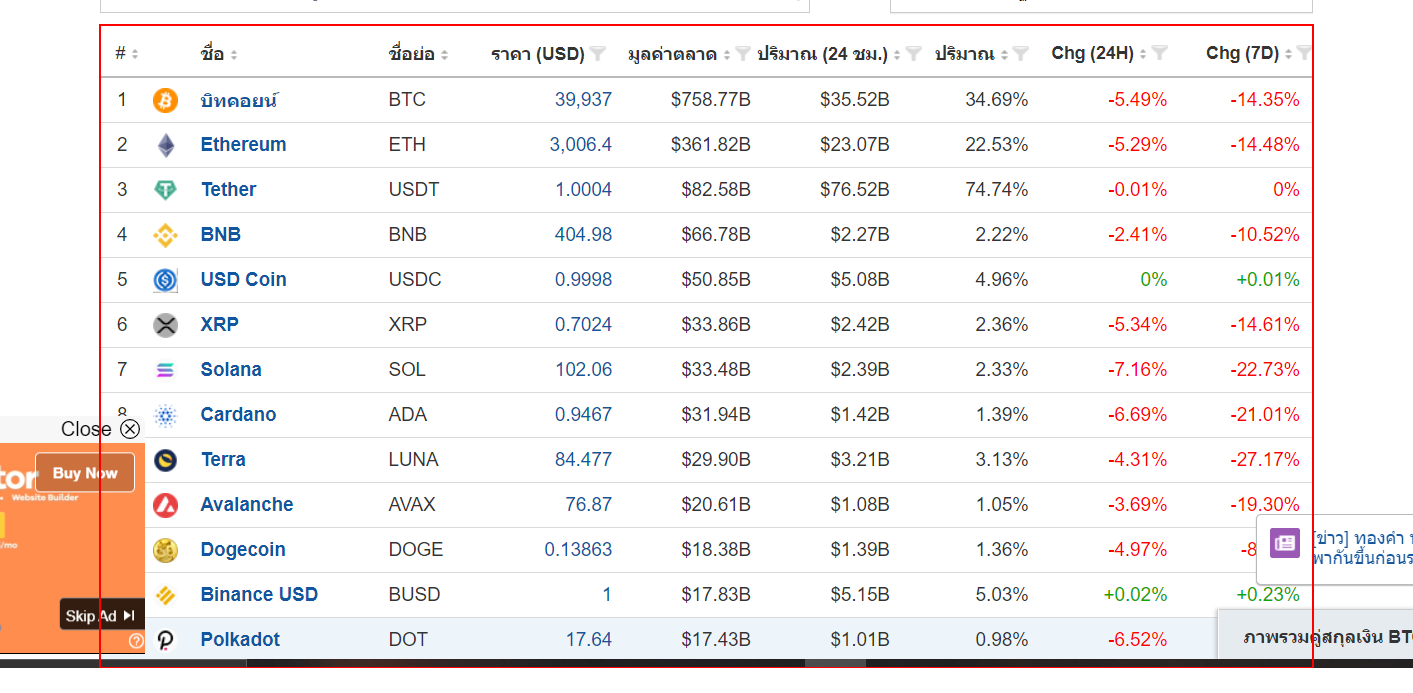 # ชื่อ ชื่อย่อ ราคา (USD) มูลค่าตลาด ปริมาณ (24 ชม.) ปริมาณ Chg (24H) Chg (7D)
1 บิทคอยน์ BTC 39,937 $758.77B $35.52B 34.69% -5.49% -14.35%
2 Ethereum ETH 3,006.4 $361.82B $23.07B 22.53% -5.29% -14.48%
3 Tether USDT 1.0004 $82.58B $76.52B 74.74% -0.01% 0%
4 BNB BNB 404.98 $66.78B $2.27B 2.22% -2.41% -10.52%
5 USD Coin USDC 0.9998 $50.85B $5.08B 4.96% 0% +0.01%
6 XRP XRP 0.7024 $33.86B $2.42B 2.36% -5.34% -14.61%
7 Solana SOL 102.06 $33.48B $2.39B 2.33% -7.16% -22.73%
8 Cardano ADA 0.9467 $31.94B $1.42B 1.39% -6.69% -21.01%
Close
Terra LUNA 84.477 $29.90B $3.21B 3.13% -4.31% -27.17%
Buy Now
Website Builder
Avalanche AVAX 76.87 $20.61B $1.08B 1.05% -3.69% -19.30%
/mo
Dogecoin DOGE 0.13863 $18.38B $1.39B 1.36% -4.97% -8
[ข่าว] ทองคำ
พากันขึ้นก่อน
Binance USD BUSD 1 $17.83B $5.15B 5.03% +0.02% +0.23%
Skip Ad
Polkadot DOT 17.64 $17.43B $1.01B 0.98% -6.52%
ภาพรวมคู่สกุลเงิน BT